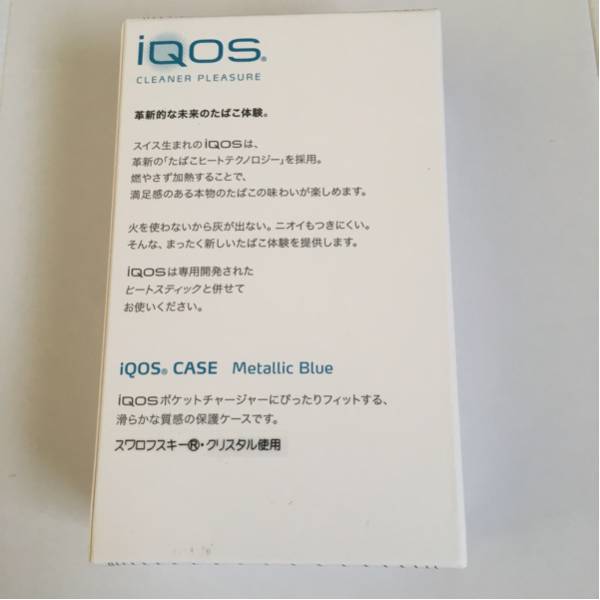 iQOS®
CLEANER PLEASURE
革新的な未来のたばこ体験。
スイス生まれのiQOSは、
革新の「たばこヒートテクノロジー」を採用。
燃やさず加熱することで、
満足感のある本物のたばこの味わいが楽しめます。
火を使わないから灰が出ない。ニオイもつきにくい。
そんな、まったく新しいたばこ体験を提供します。
iQOSは専用開発された
ヒートスティックと併せて
お使いください。
iQOS® CASE Metallic Blue
iQOSポケットチャージャーにぴったりフィットする、
滑らかな質感の保護ケースです。
スワロフスキー®・クリスタル使用